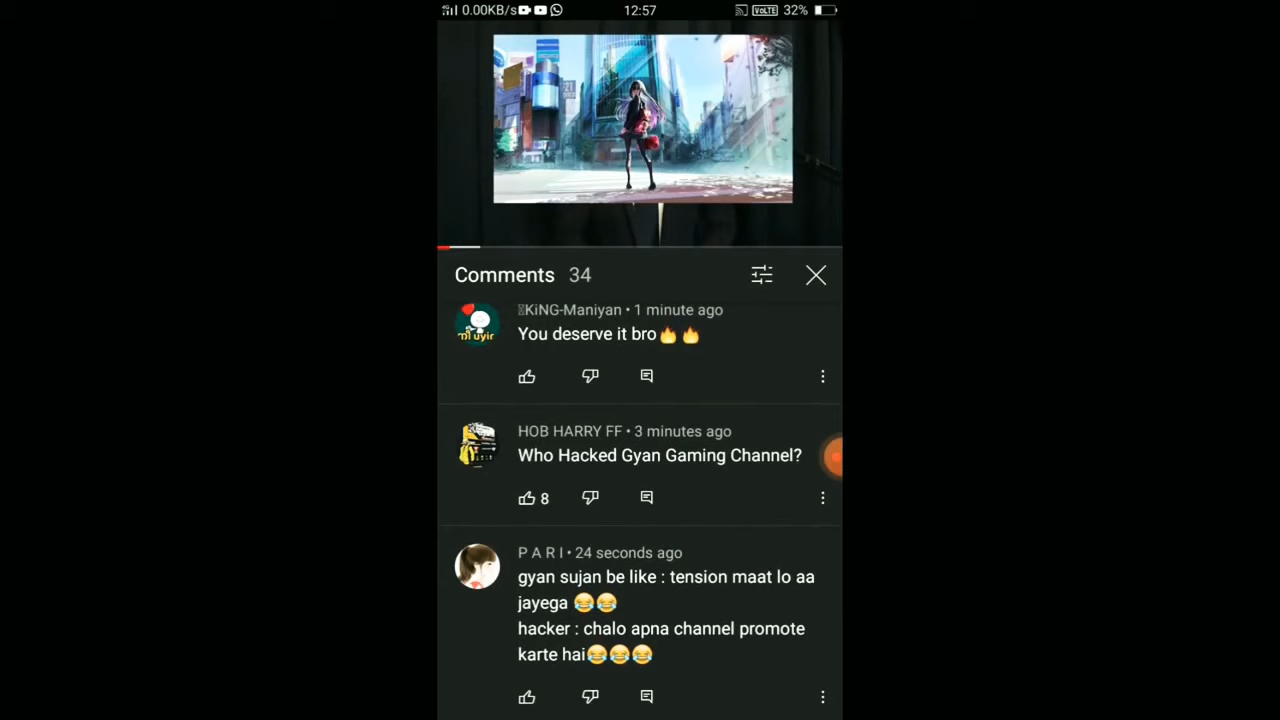 0.00KB/s 12:57 VoLTE 32%
Comments 34
KiNG-Maniyan • 1 minute ago
You deserve it bro🔥🔥
HOB HARRY FF • 3 minutes ago
Who Hacked Gyan Gaming Channel?
8
P A R I • 24 seconds ago
gyan sujan be like : tension maat lo aa
jayega 😂😂
hacker : chalo apna channel promote
karte hai😂😂😂